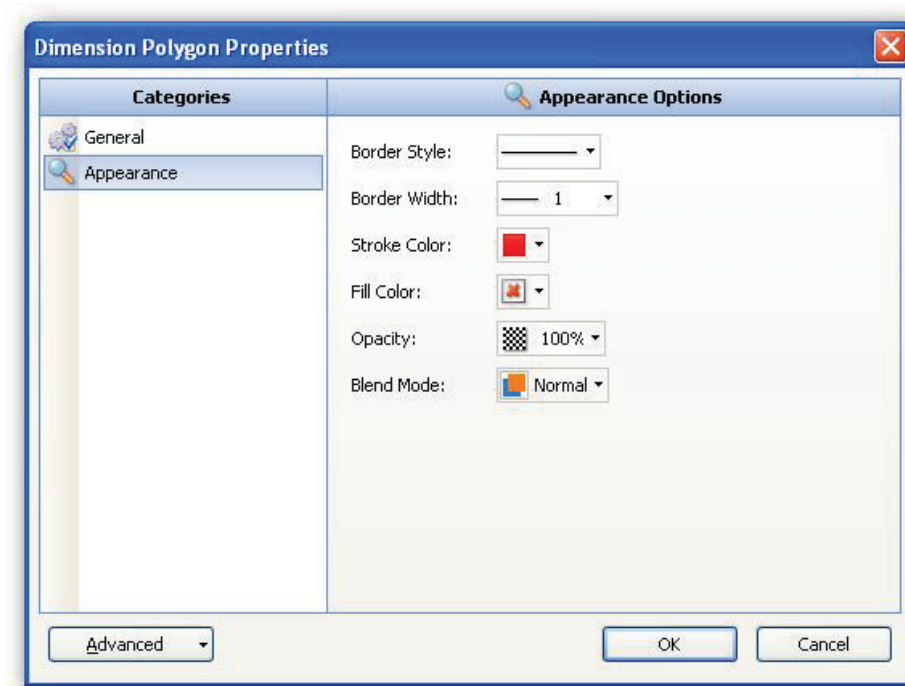 Dimension Polygon Properties
Categories
Appearance Options
General
Appearance
Border Style:
Border Width: 1
Stroke Color:
Fill Color:
Opacity: 100%
Blend Mode: Normal
Advanced
OK
Cancel